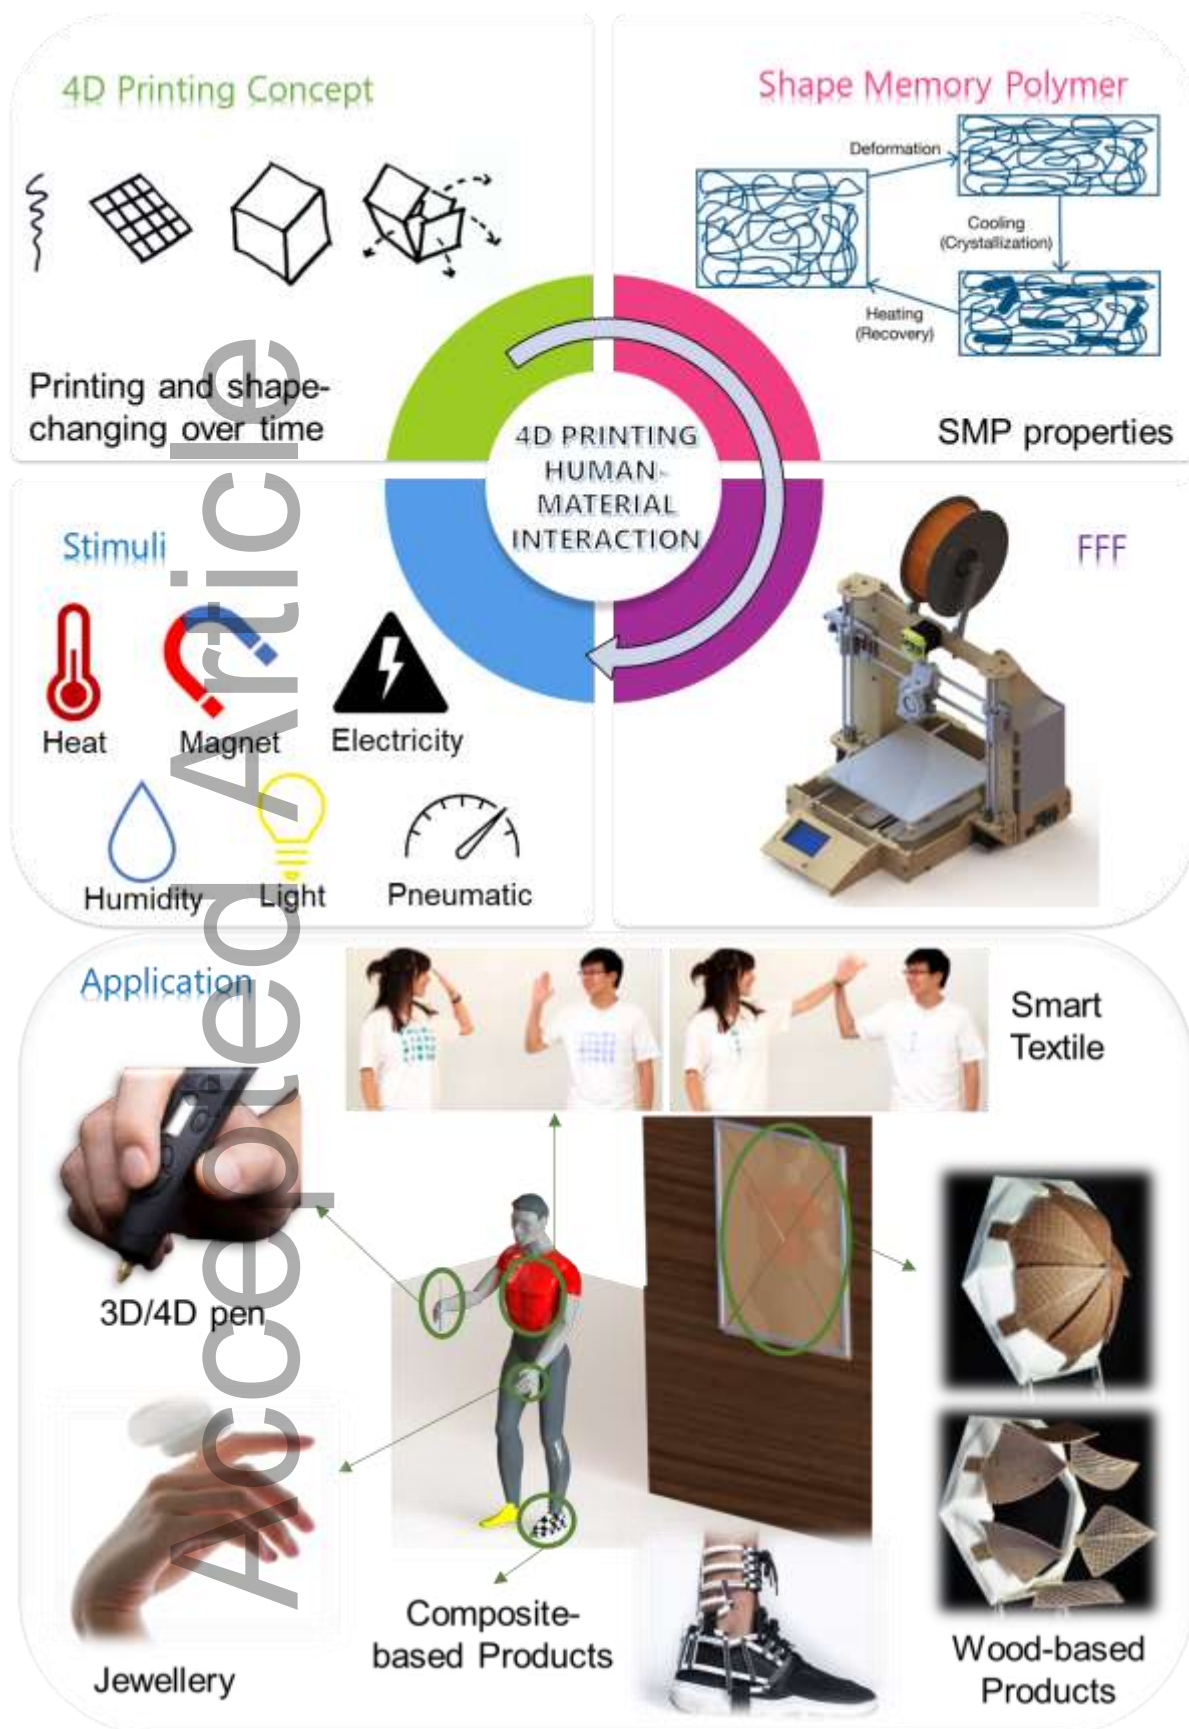 4D Printing Concept
Printing and shape-
changing over time
Shape Memory Polymer
Deformation
Cooling
(Crystallization)
Heating
(Recovery)
SMP properties
4D PRINTING
HUMAN-
MATERIAL
INTERACTION
Stimuli
Heat
Magnet
Electricity
Humidity
Light
Pneumatic
FFF
Application
Smart
Textile
3D/4D pen
Jewellery
Composite-
based Products
Wood-based
Products
Accepted Article